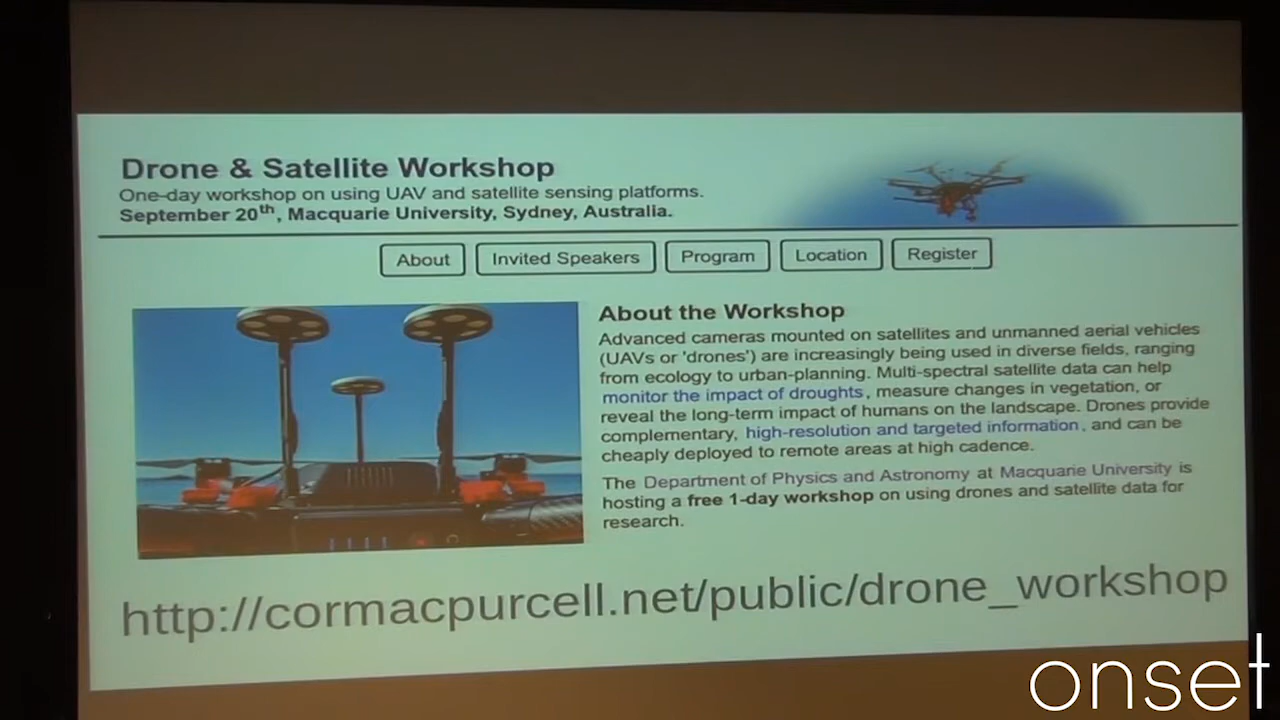 Drone & Satellite Workshop
One-day workshop on using UAV and satellite sensing platforms.
September 20th, Macquarie University, Sydney, Australia.
About
Invited Speakers
Program
Location
Register
About the Workshop
Advanced cameras mounted on satellites and unmanned aerial vehicles
(UAVs or 'drones') are increasingly being used in diverse fields, ranging
from ecology to urban-planning. Multi-spectral satellite data can help
monitor the impact of droughts, measure changes in vegetation, or
reveal the long-term impact of humans on the landscape. Drones provide
complementary, high-resolution and targeted information, and can be
cheaply deployed to remote areas at high cadence.
The Department of Physics and Astronomy at Macquarie University is
hosting a free 1-day workshop on using drones and satellite data for
research.
http://cormacpurcell.net/public/drone_workshop
onset